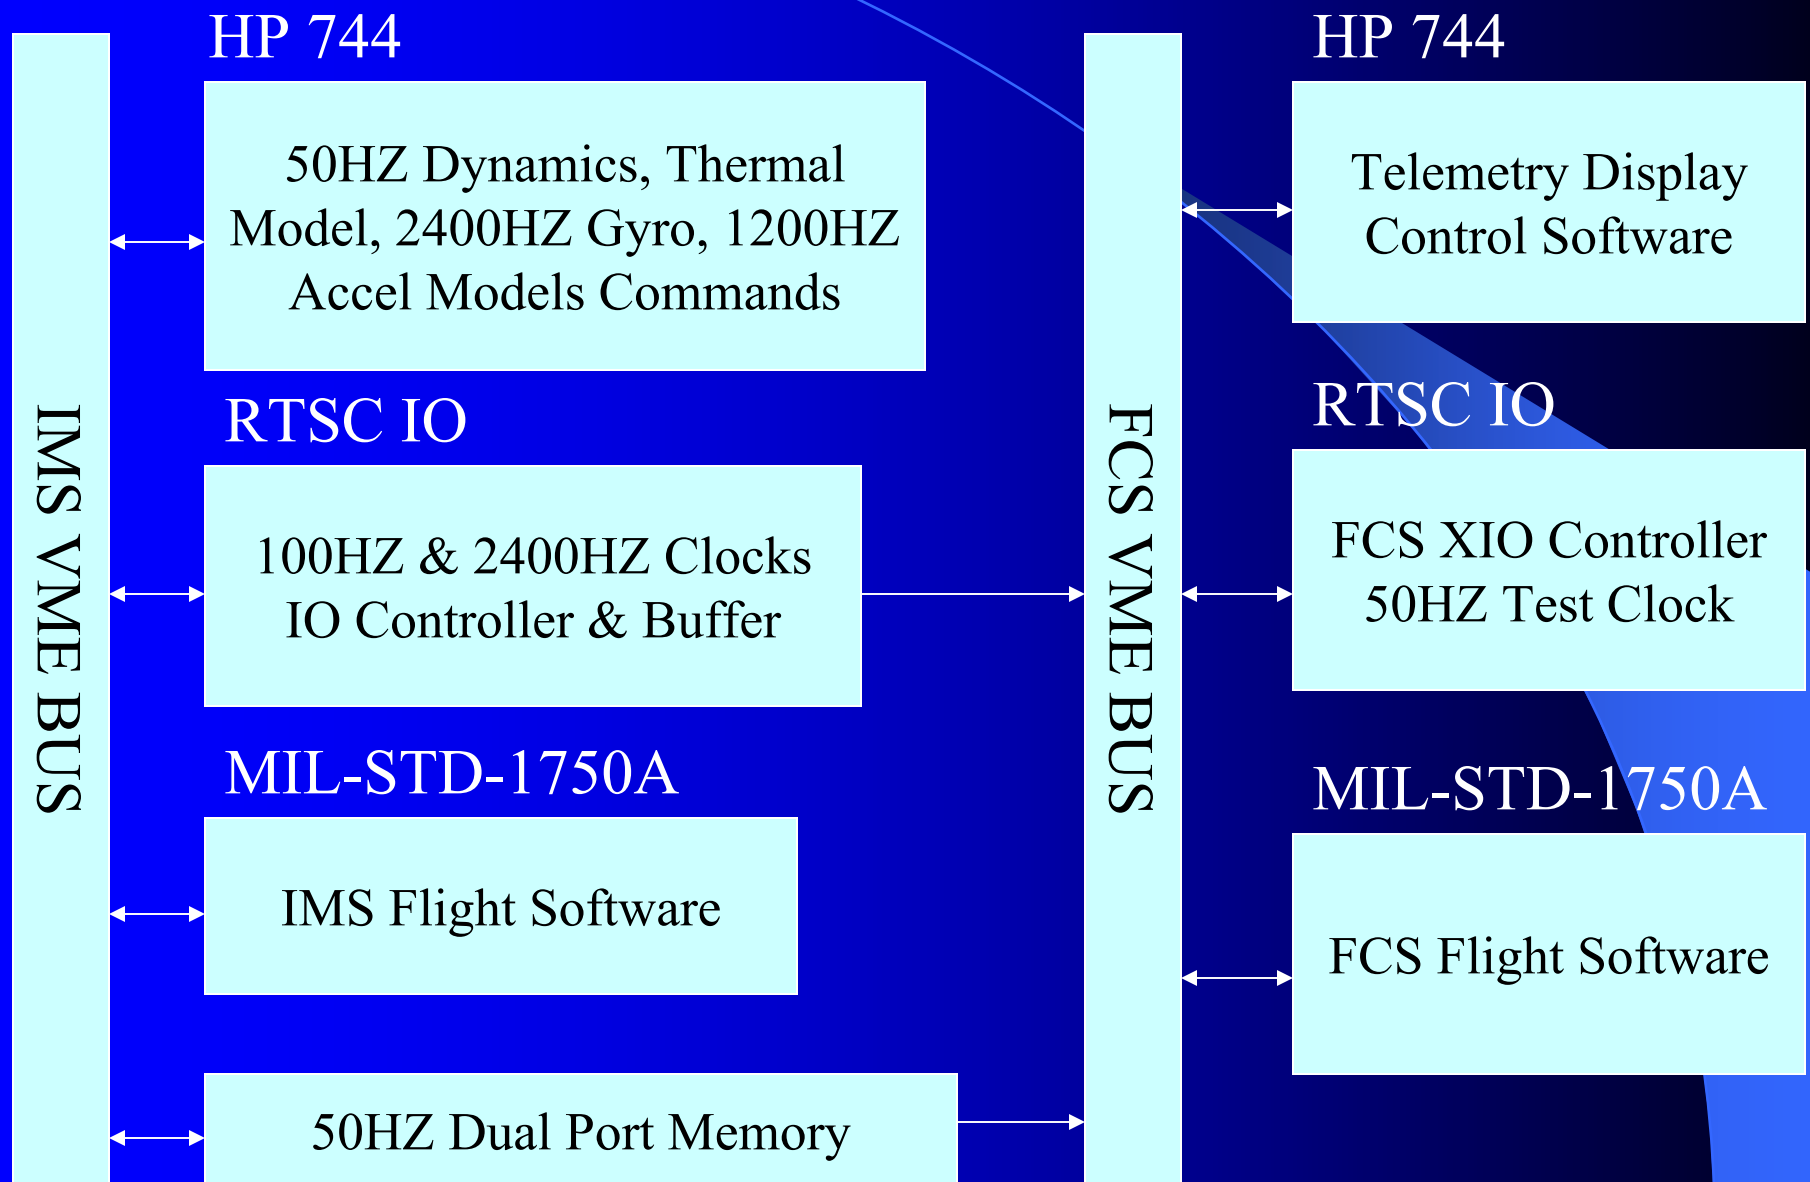 IMS VME BUS
HP 744
50HZ Dynamics, Thermal
Model, 2400HZ Gyro, 1200HZ
Accel Models Commands
RTSC IO
100HZ & 2400HZ Clocks
IO Controller & Buffer
MIL-STD-1750A
IMS Flight Software
50HZ Dual Port Memory
FCS VME BUS
HP 744
Telemetry Display
Control Software
RTSC IO
FCS XIO Controller
50HZ Test Clock
MIL-STD-1750A
FCS Flight Software